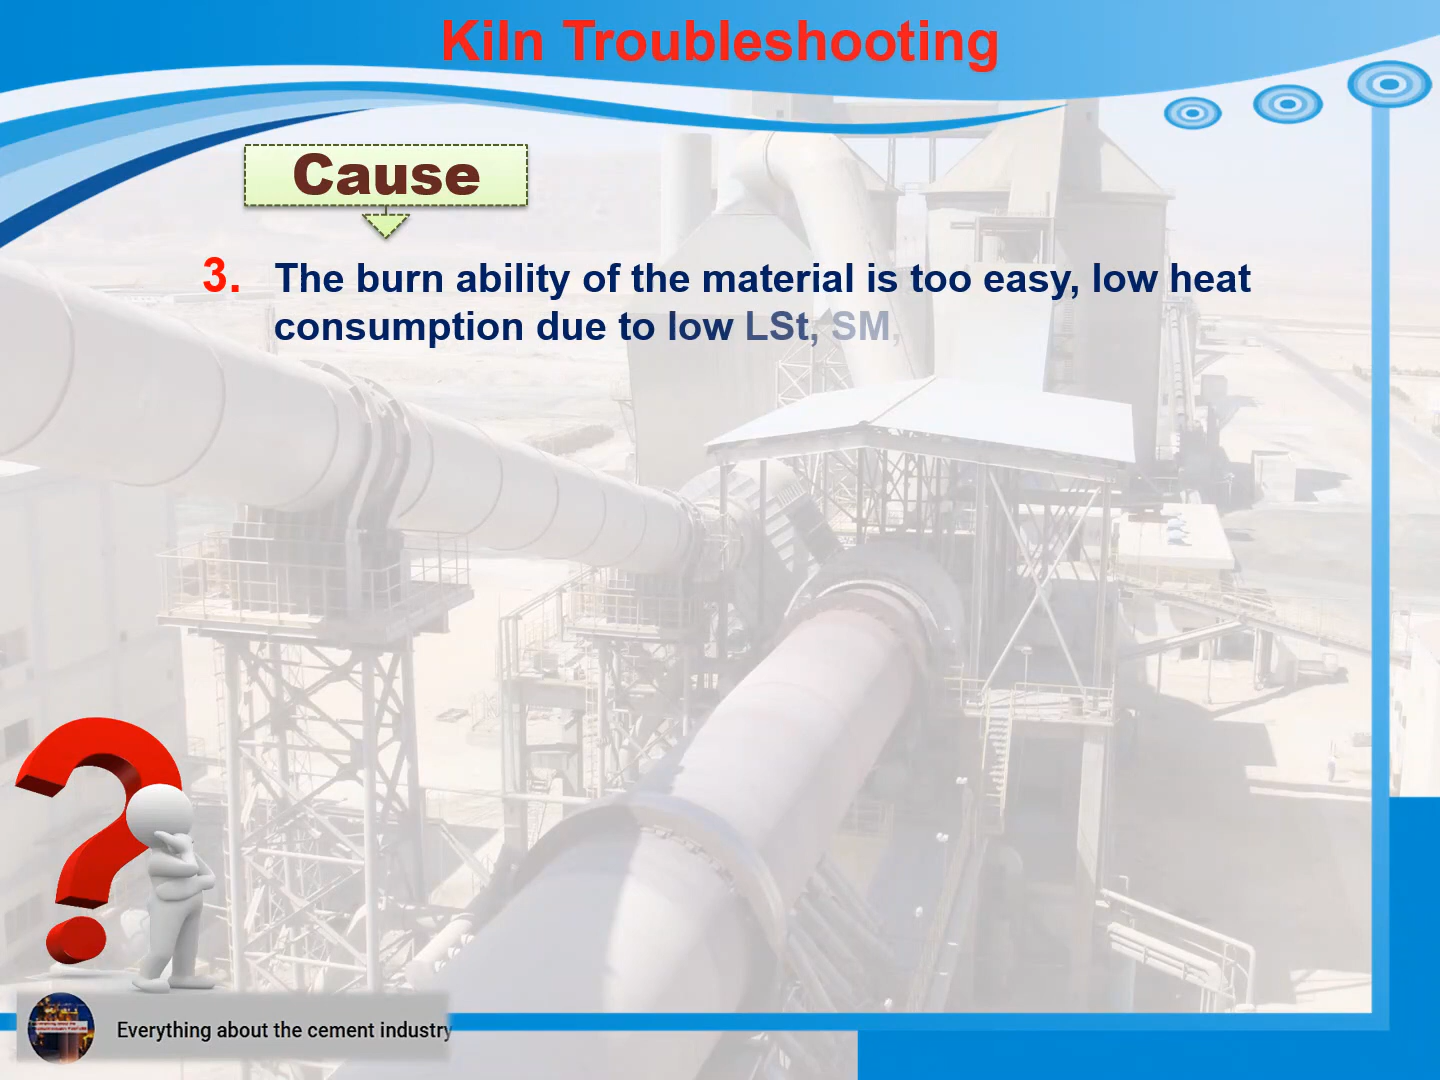 Kiln Troubleshooting
Cause
3. The burn ability of the material is too easy, low heat
consumption due to low LSt, SM,
Everything about the cement industry